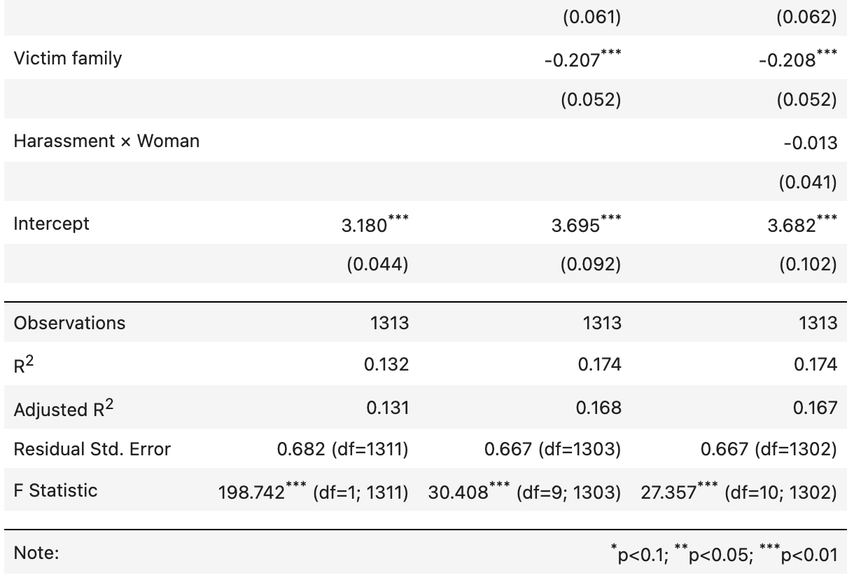 (0.061) (0.062)
Victim family -0.207*** -0.208***
(0.052) (0.052)
Harassment × Woman -0.013
(0.041)
Intercept 3.180*** 3.695*** 3.682***
(0.044) (0.092) (0.102)
Observations 1313 1313 1313
R² 0.132 0.174 0.174
Adjusted R² 0.131 0.168 0.167
Residual Std. Error 0.682 (df=1311) 0.667 (df=1303) 0.667 (df=1302)
F Statistic 198.742*** (df=1; 1311) 30.408*** (df=9; 1303) 27.357*** (df=10; 1302)
Note: *p<0.1; **p<0.05; ***p<0.01